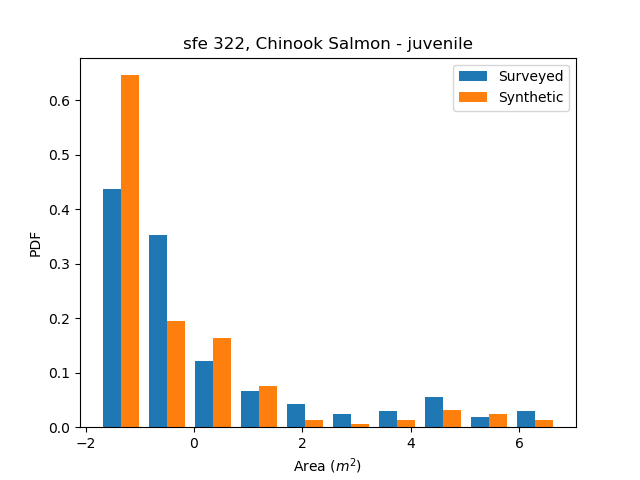 sfe 322, Chinook Salmon - juvenile
Surveyed
Synthetic
PDF
0.6
0.5
0.4
0.3
0.2
0.1
0.0
−2
0
2
4
6
Area (m²)